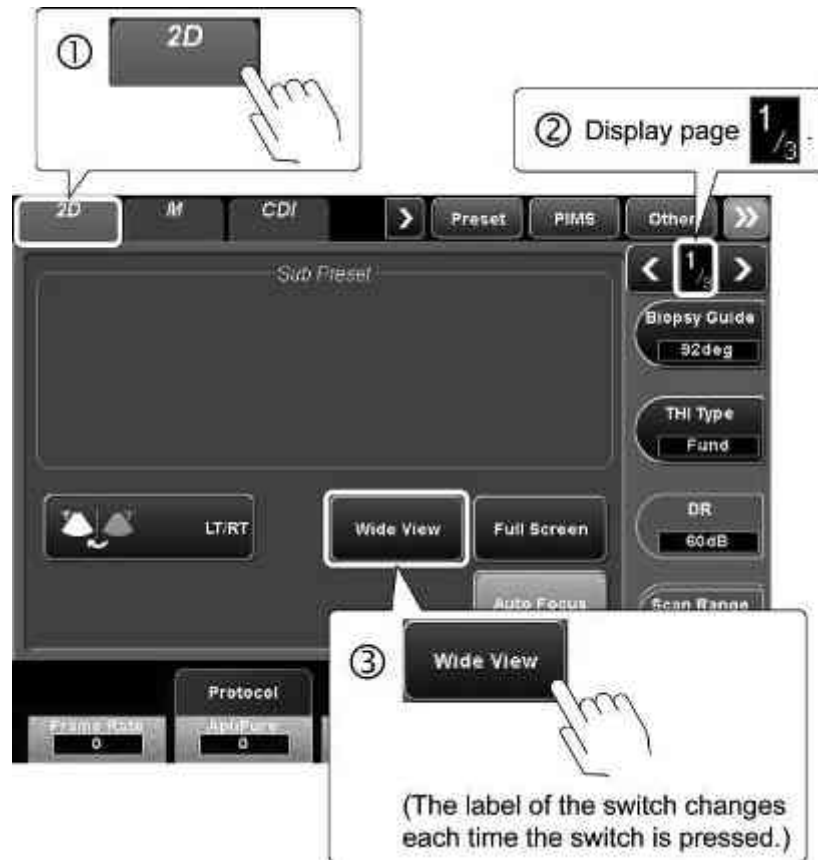 ① 2D
② Display page 1/3 .
2D M CDI > Preset PIMS Other >>
Sub Preset
< 1/3 >
Biopsy Guide
92deg
THI Type
Fund
DR
60dB
LT/RT
Wide View
Full Screen
Auto Focus
Scan Range
③ Wide View
Protocol
Frame Rate
0
ApliPure
0
(The label of the switch changes
each time the switch is pressed.)